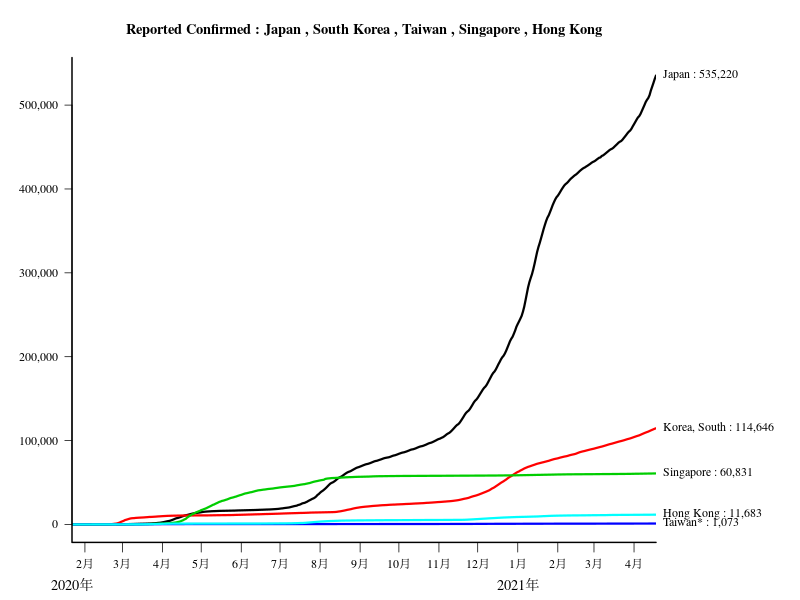 Reported Confirmed : Japan , South Korea , Taiwan , Singapore , Hong Kong
Japan : 535,220
500,000
400,000
300,000
200,000
100,000
0
Korea, South : 114,646
Singapore : 60,831
Hong Kong : 11,683
Taiwan* : 1,073
2月 3月 4月 5月 6月 7月 8月 9月 10月 11月 12月 1月 2月 3月 4月
2020年 2021年